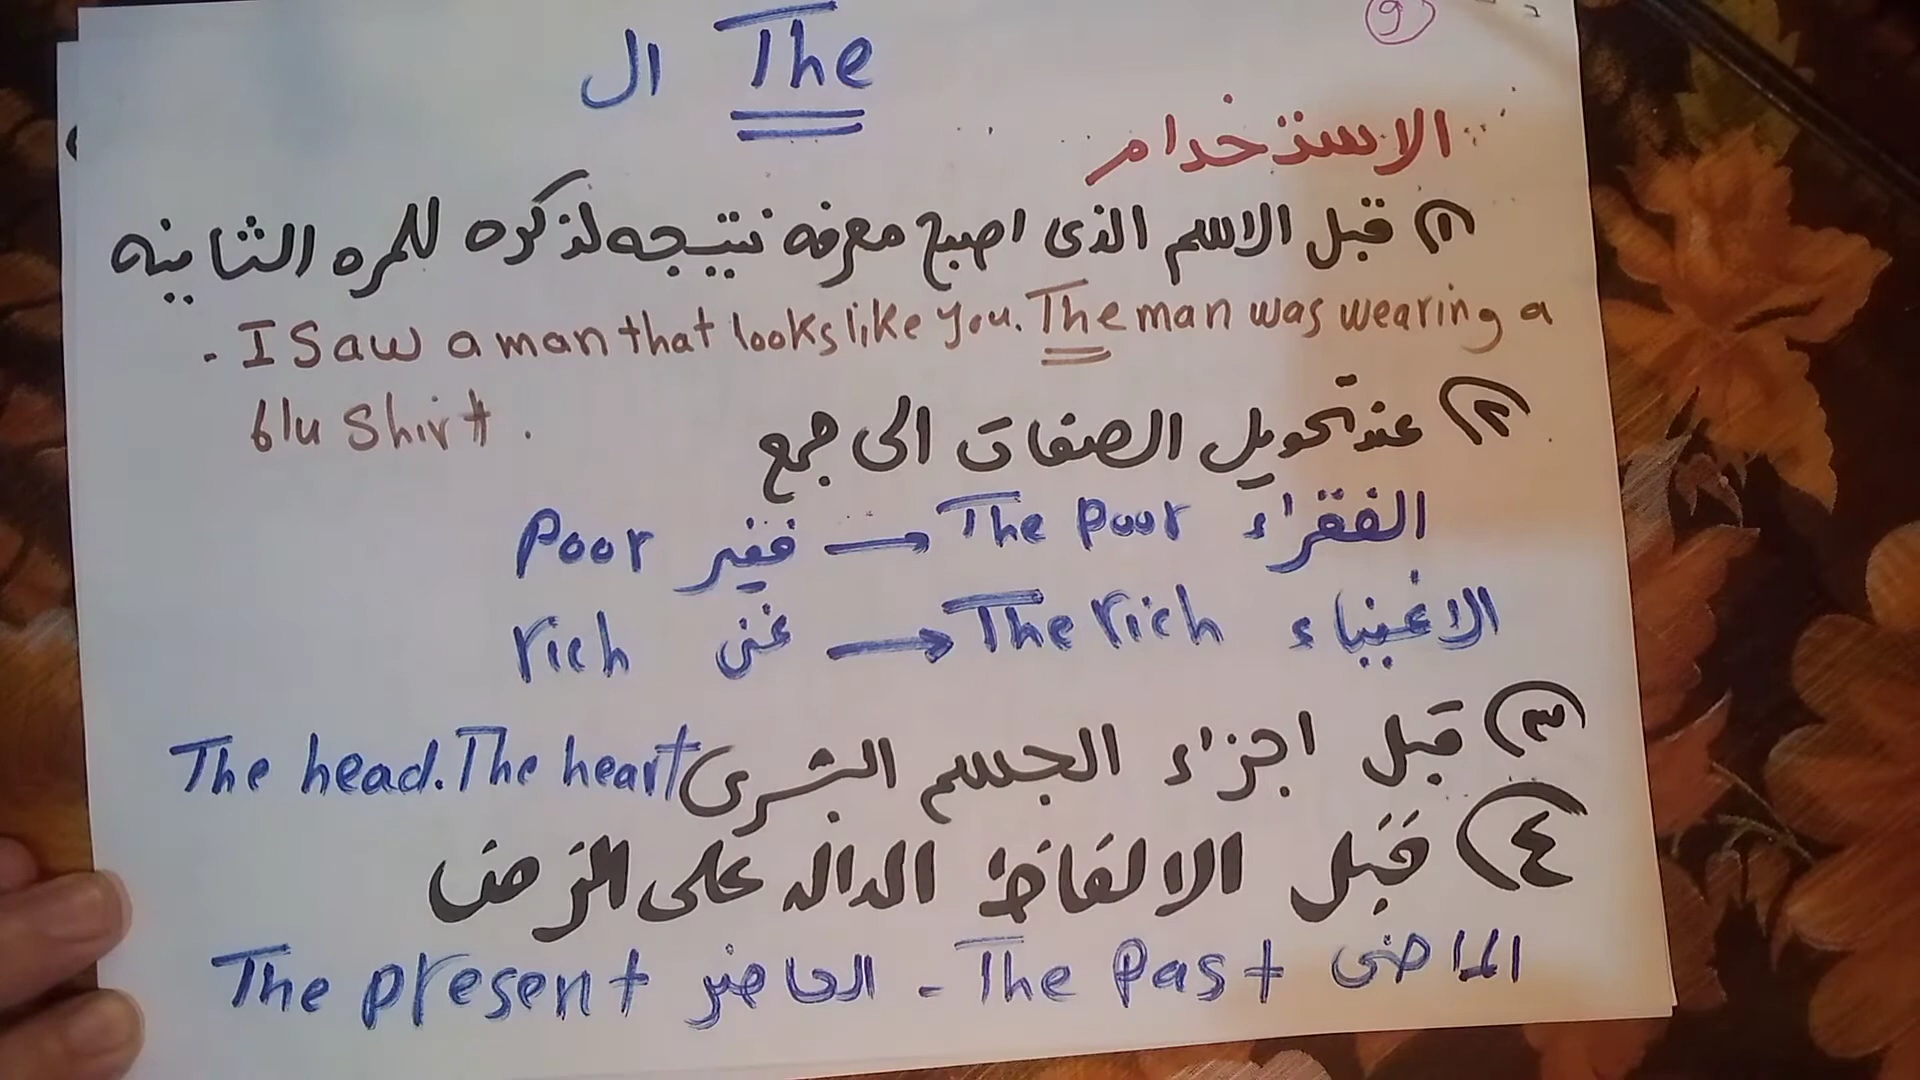 ٩
The ال
الاستخدام
١) قبل الاسم الذى اصبح معرفه نتيجه لذكره للمره الثانيه
- I saw a man that looks like you. The man was wearing a
blu shirt.
٢) عند تحويل الصفات الى جمع
Poor فقير → The poor الفقراء
rich غنى → The rich الاغنياء
٣) قبل اجزاء الجسم البشرى The head. The heart
٤) قبل الالفاظ الداله على الزمن
The present الحاضر - The Past الماضى